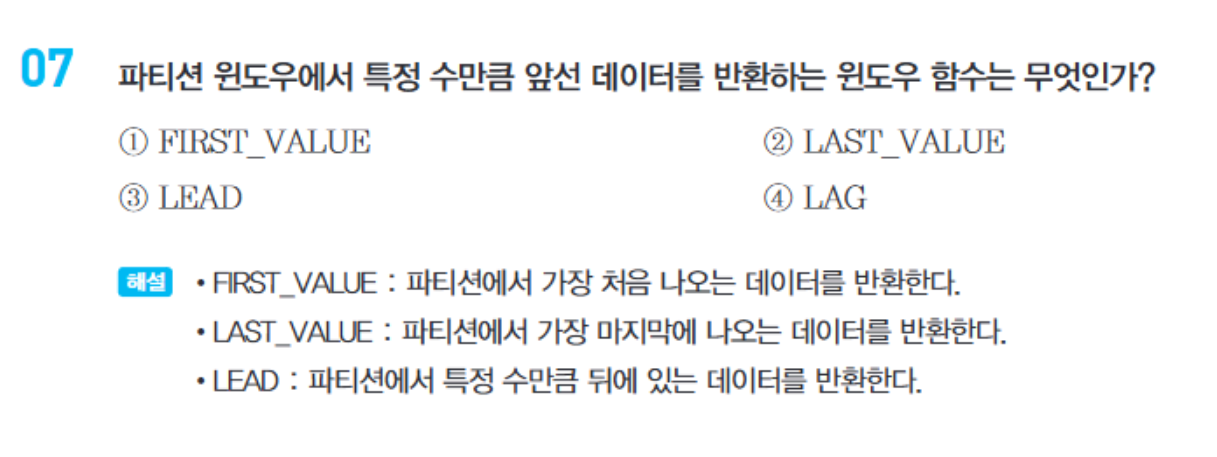 07 파티션 윈도우에서 특정 수만큼 앞선 데이터를 반환하는 윈도우 함수는 무엇인가?
① FIRST_VALUE ② LAST_VALUE
③ LEAD ④ LAG
해설 • FIRST_VALUE : 파티션에서 가장 처음 나오는 데이터를 반환한다.
• LAST_VALUE : 파티션에서 가장 마지막에 나오는 데이터를 반환한다.
• LEAD : 파티션에서 특정 수만큼 뒤에 있는 데이터를 반환한다.